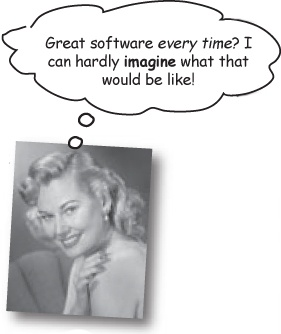 Great software every time? I
can hardly imagine what that
would be like!